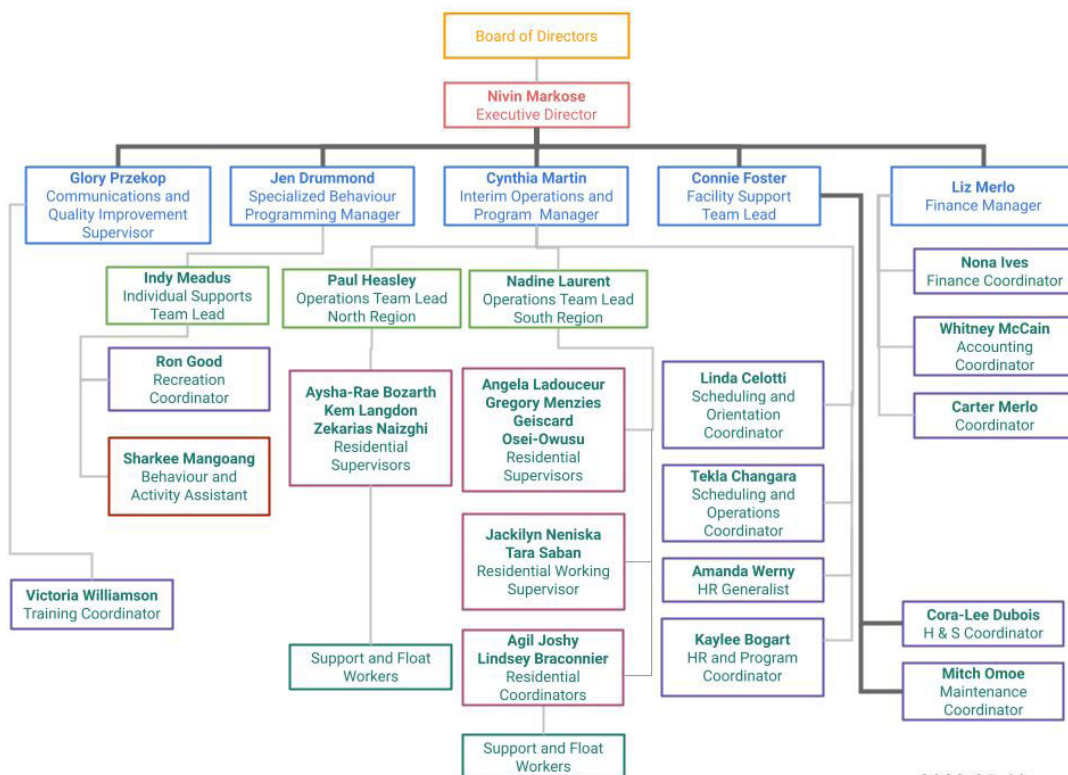 Board of Directors
Nivin Markose
Executive Director
Glory Przekop
Communications and
Quality Improvement
Supervisor
Jen Drummond
Specialized Behaviour
Programming Manager
Cynthia Martin
Interim Operations and
Program Manager
Connie Foster
Facility Support
Team Lead
Liz Merlo
Finance Manager
Indy Meadus
Individual Supports
Team Lead
Paul Heasley
Operations Team Lead
North Region
Nadine Laurent
Operations Team Lead
South Region
Nona Ives
Finance Coordinator
Whitney McCain
Accounting
Coordinator
Carter Merlo
Coordinator
Ron Good
Recreation
Coordinator
Sharkee Mangoang
Behaviour and
Activity Assistant
Aysha-Rae Bozarth
Kem Langdon
Zekarias Naizghi
Residential
Supervisors
Angela Ladouceur
Gregory Menzies
Geiscard
Osei-Owusu
Residential
Supervisors
Linda Celotti
Scheduling and
Orientation
Coordinator
Tekla Changara
Scheduling and
Operations
Coordinator
Jackilyn Neniska
Tara Saban
Residential Working
Supervisor
Amanda Werny
HR Generalist
Victoria Williamson
Training Coordinator
Support and Float
Workers
Agil Joshy
Lindsey Braconnier
Residential
Coordinators
Kaylee Bogart
HR and Program
Coordinator
Cora-Lee Dubois
H & S Coordinator
Mitch Omoe
Maintenance
Coordinator
Support and Float
Workers